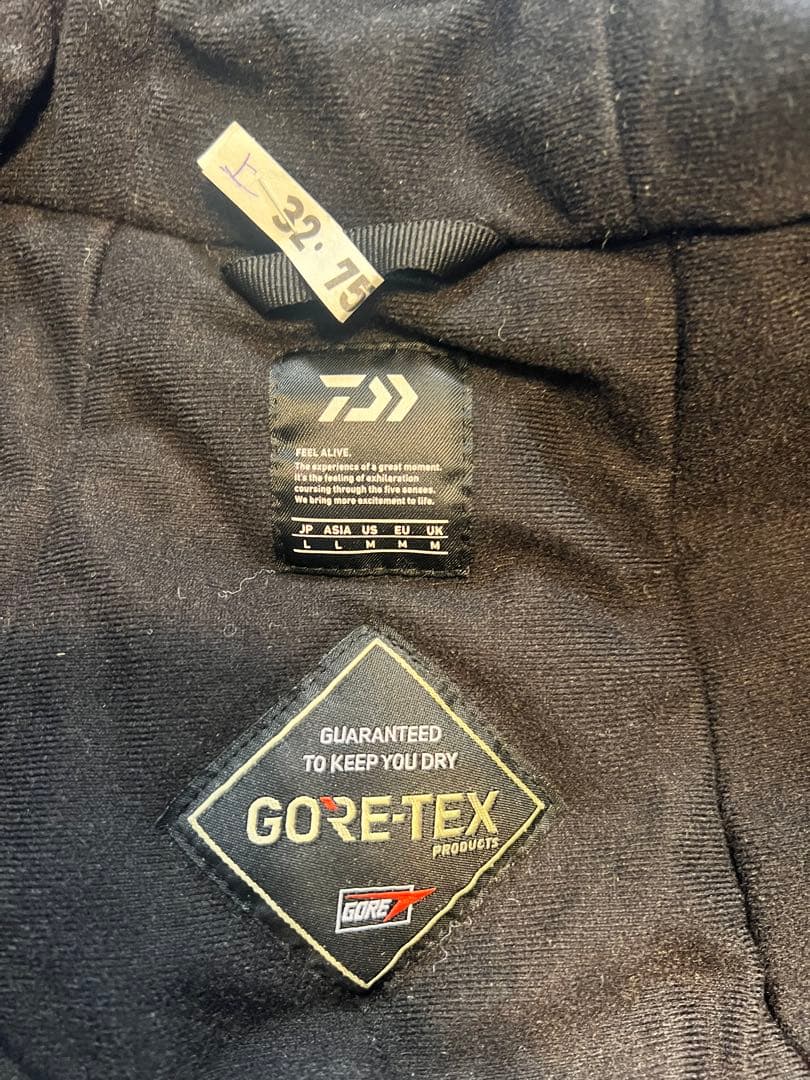 上
32.75
FEEL ALIVE.
The experience of a great moment.
It's the feeling of exhilaration
coursing through the five senses.
We bring more excitement to life.
JP ASIA US EU UK
L L M M M
GUARANTEED
TO KEEP YOU DRY
GORE-TEX
PRODUCTS
GORE